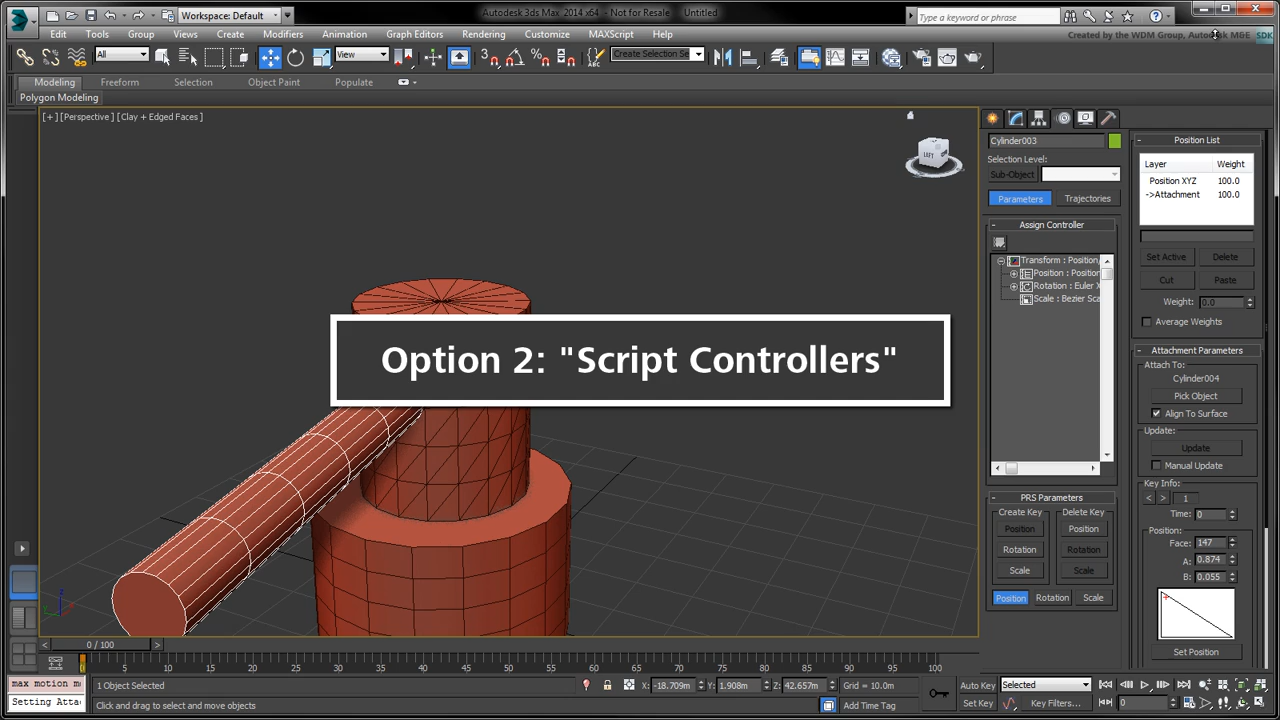 Workspace: Default
Autodesk 3ds Max 2014 x64 - Not for Resale Untitled
Type a keyword or phrase
Edit Tools Group Views Create Modifiers Animation Graph Editors Rendering Customize MAXScript Help
Created by the WDM Group, Autodesk M&E SDK
All
View
Create Selection Se
Modeling Freeform Selection Object Paint Populate
Polygon Modeling
[+] [Perspective] [Clay + Edged Faces]
LEFT
Option 2: "Script Controllers"
Cylinder003
Selection Level:
Sub-Object
Parameters Trajectories
Assign Controller
Transform : Position/
Position : Position
Rotation : Euler X
Scale : Bezier Sca
PRS Parameters
Create Key Delete Key
Position Position
Rotation Rotation
Scale Scale
Position Rotation Scale
Position List
Layer Weight
Position XYZ 100.0
->Attachment 100.0
Set Active Delete
Cut Paste
Weight: 0.0
Average Weights
Attachment Parameters
Attach To:
Cylinder004
Pick Object
Align To Surface
Update:
Update
Manual Update
Key Info:
< > 1
Time: 0
Position:
Face: 147
A: 0.874
B: 0.055
Set Position
< 0 / 100 >
0 5 10 15 20 25 30 35 40 45 50 55 60 65 70 75 80 85 90 95 100
max motion m
Setting Atta
1 Object Selected
X: -18.709m Y: 1.908m Z: 42.657m Grid = 10.0m
Click and drag to select and move objects
Add Time Tag
Auto Key Selected
Set Key Key Filters... 0